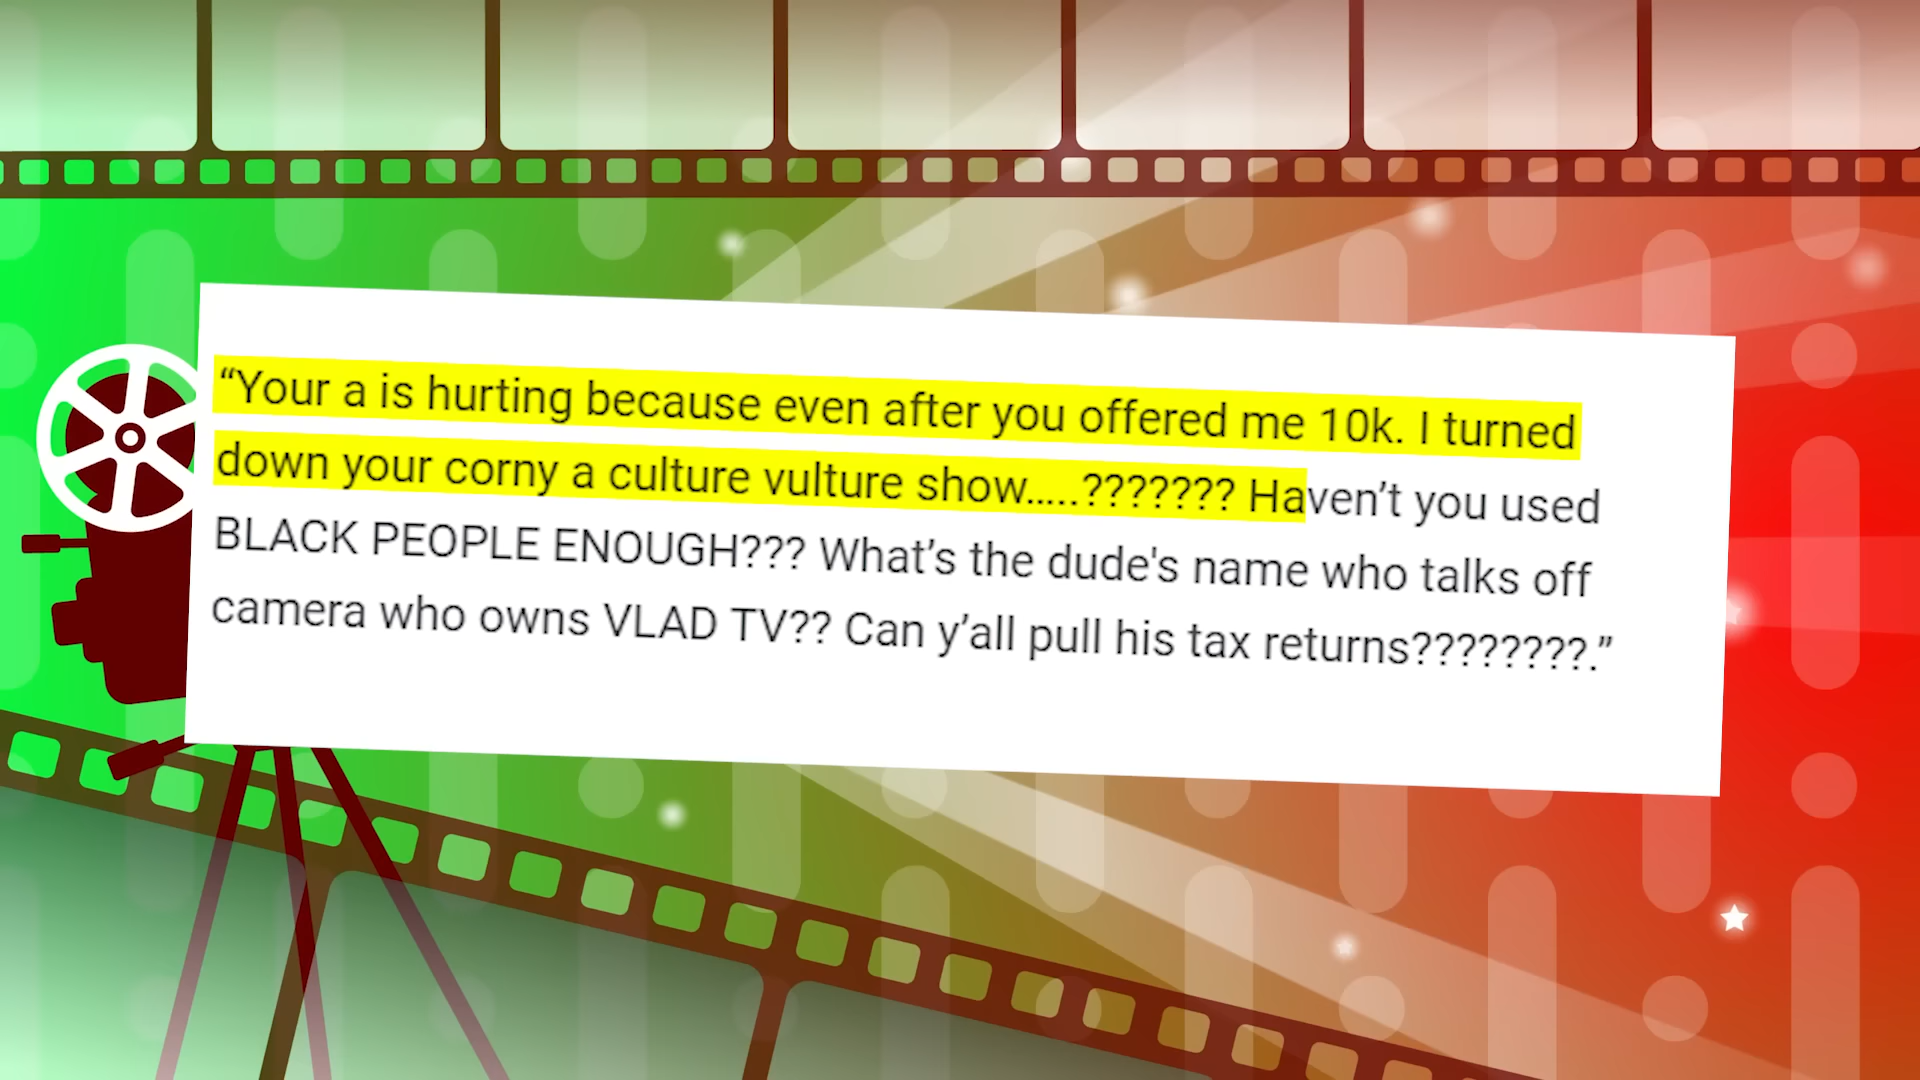 “Your a is hurting because even after you offered me 10k. I turned
down your corny a culture vulture show.....??????? Haven’t you used
BLACK PEOPLE ENOUGH??? What’s the dude's name who talks off
camera who owns VLAD TV?? Can y’all pull his tax returns????????.”